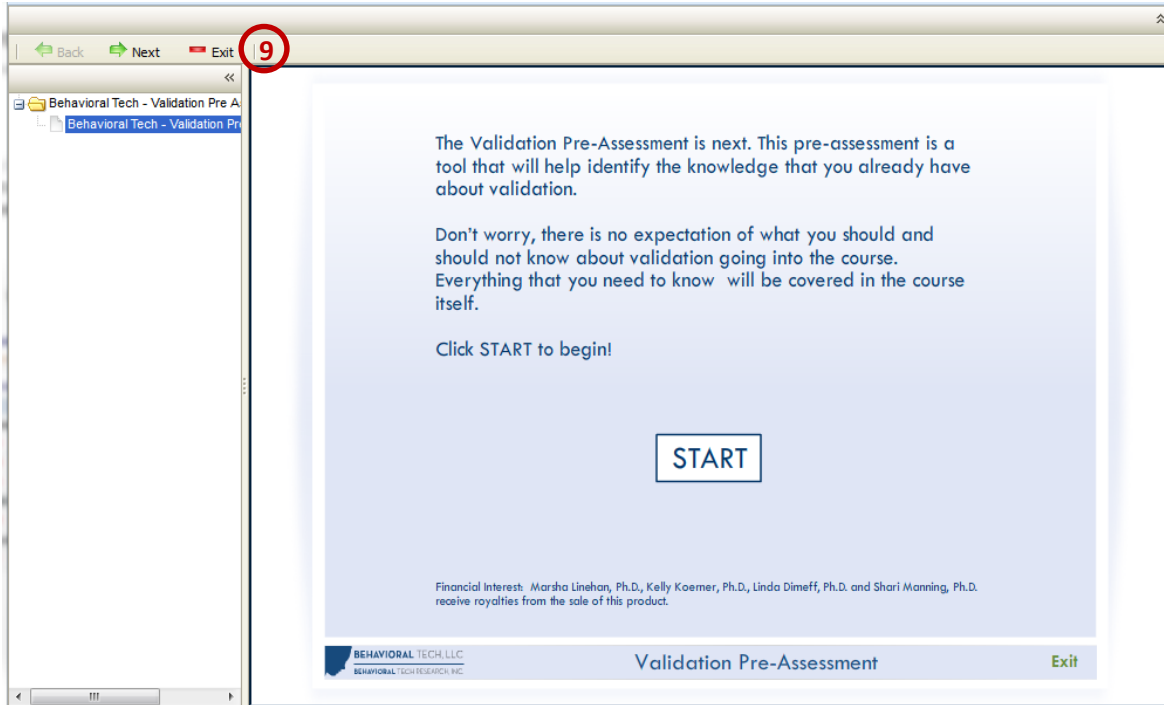 Back Next Exit 9
«
Behavioral Tech - Validation Pre A
Behavioral Tech - Validation Pr
The Validation Pre-Assessment is next. This pre-assessment is a
tool that will help identify the knowledge that you already have
about validation.
Don't worry, there is no expectation of what you should and
should not know about validation going into the course.
Everything that you need to know will be covered in the course
itself.
Click START to begin!
START
Financial Interest: Marsha Linehan, Ph.D., Kelly Koerner, Ph.D., Linda Dimeff, Ph.D. and Shari Manning, Ph.D.
receive royalties from the sale of this product.
BEHAVIORAL TECH, LLC
BEHAVIORAL TECH RESEARCH, INC.
Validation Pre-Assessment
Exit